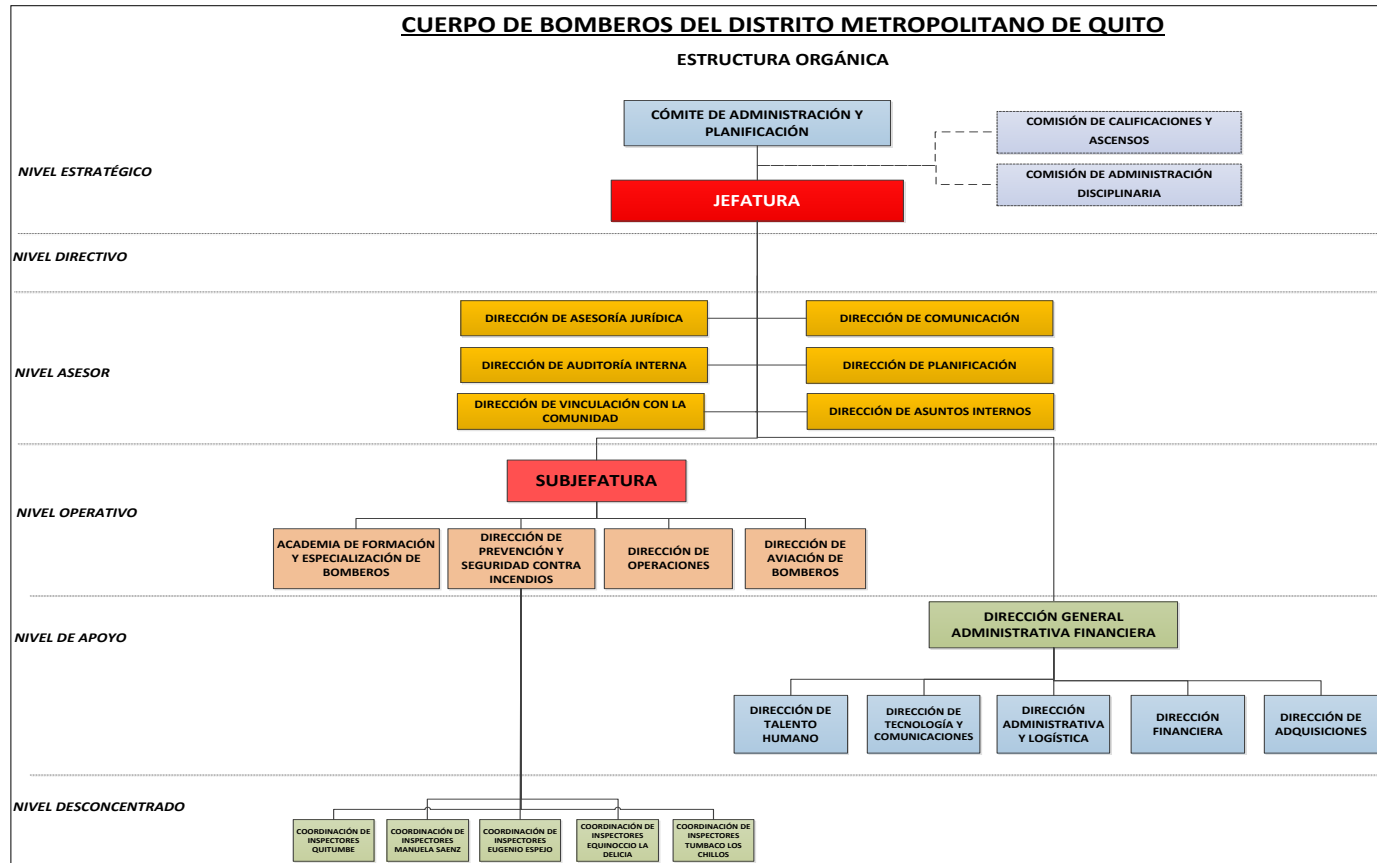 CUERPO DE BOMBEROS DEL DISTRITO METROPOLITANO DE QUITO
ESTRUCTURA ORGÁNICA
CÓMITE DE ADMINISTRACIÓN Y
PLANIFICACIÓN
COMISIÓN DE CALIFICACIONES Y
ASCENSOS
NIVEL ESTRATÉGICO
COMISIÓN DE ADMINISTRACIÓN
DISCIPLINARIA
JEFATURA
NIVEL DIRECTIVO
DIRECCIÓN DE ASESORÍA JURÍDICA
DIRECCIÓN DE COMUNICACIÓN
NIVEL ASESOR
DIRECCIÓN DE AUDITORÍA INTERNA
DIRECCIÓN DE PLANIFICACIÓN
DIRECCIÓN DE VINCULACIÓN CON LA
COMUNIDAD
DIRECCIÓN DE ASUNTOS INTERNOS
SUBJEFATURA
NIVEL OPERATIVO
ACADEMIA DE FORMACIÓN
Y ESPECIALIZACIÓN DE
BOMBEROS
DIRECCIÓN DE
PREVENCIÓN Y
SEGURIDAD CONTRA
INCENDIOS
DIRECCIÓN DE
OPERACIONES
DIRECCIÓN DE
AVIACIÓN DE
BOMBEROS
NIVEL DE APOYO
DIRECCIÓN GENERAL
ADMINISTRATIVA FINANCIERA
DIRECCIÓN DE
TALENTO
HUMANO
DIRECCIÓN DE
TECNOLOGÍA Y
COMUNICACIONES
DIRECCIÓN
ADMINISTRATIVA
Y LOGÍSTICA
DIRECCIÓN
FINANCIERA
DIRECCIÓN DE
ADQUISICIONES
NIVEL DESCONCENTRADO
COORDINACIÓN DE
INSPECTORES
QUITUMBE
COORDINACIÓN DE
INSPECTORES
MANUELA SAENZ
COORDINACIÓN DE
INSPECTORES
EUGENIO ESPEJO
COORDINACIÓN DE
INSPECTORES
EQUINOCCIO LA
DELICIA
COORDINACIÓN DE
INSPECTORES
TUMBACO LOS
CHILLOS